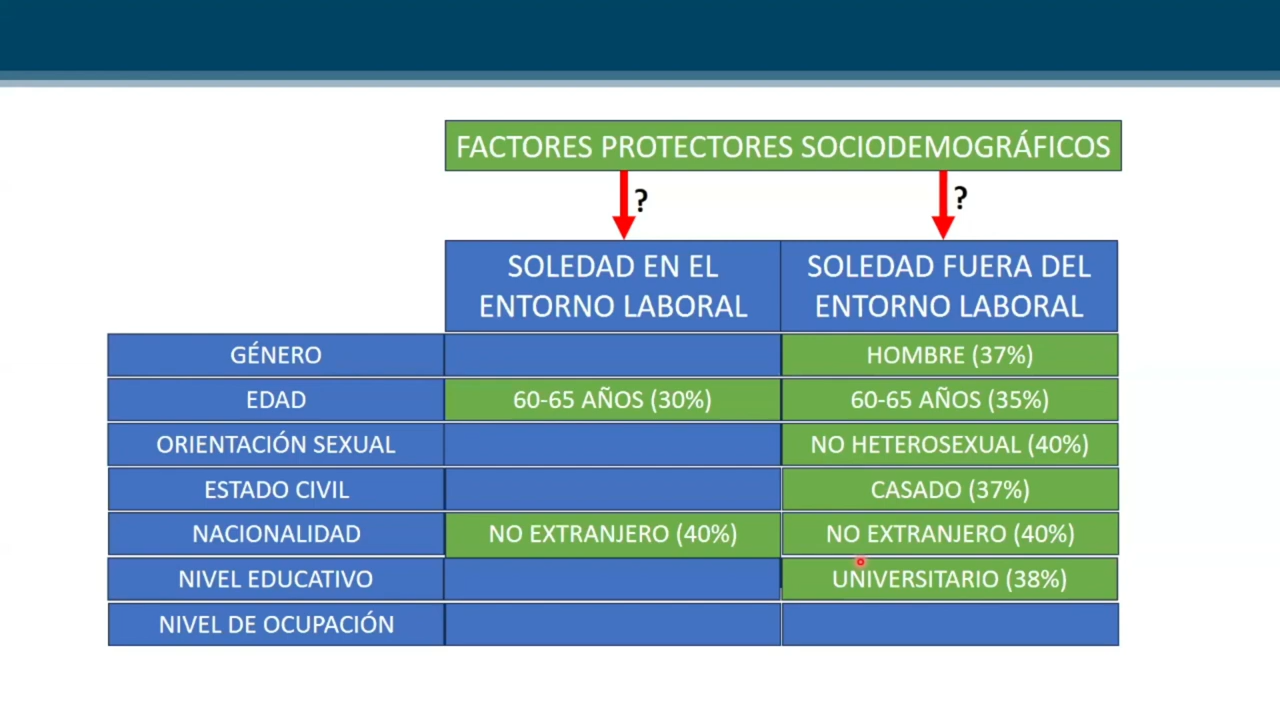 FACTORES PROTECTORES SOCIODEMOGRÁFICOS
? ?
SOLEDAD EN EL
ENTORNO LABORAL
SOLEDAD FUERA DEL
ENTORNO LABORAL
GÉNERO HOMBRE (37%)
EDAD 60-65 AÑOS (30%) 60-65 AÑOS (35%)
ORIENTACIÓN SEXUAL NO HETEROSEXUAL (40%)
ESTADO CIVIL CASADO (37%)
NACIONALIDAD NO EXTRANJERO (40%) NO EXTRANJERO (40%)
NIVEL EDUCATIVO UNIVERSITARIO (38%)
NIVEL DE OCUPACIÓN